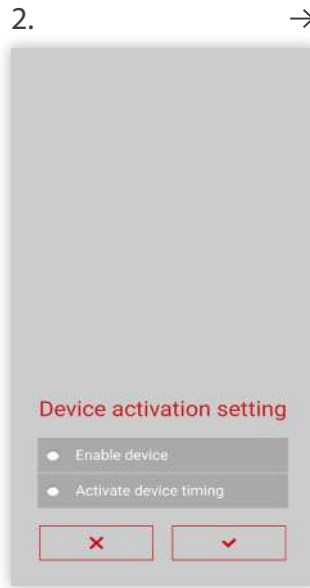 2. →
Device activation setting
Enable device
Activate device timing